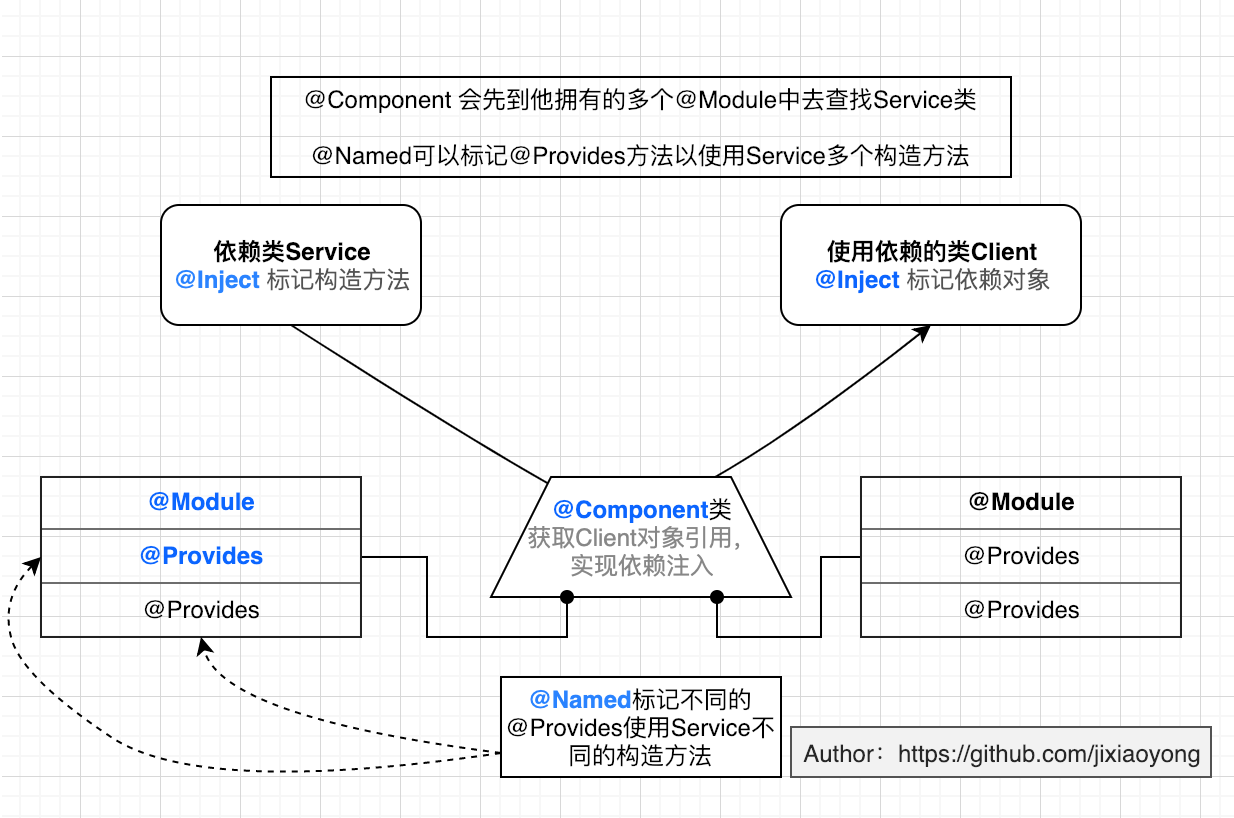 @Component 会先到他拥有的多个@Module中去查找Service类
@Named可以标记@Provides方法以使用Service多个构造方法
依赖类Service
@Inject 标记构造方法
使用依赖的类Client
@Inject 标记依赖对象
@Module
@Provides
@Provides
@Component类
获取Client对象引用，
实现依赖注入
@Module
@Provides
@Provides
@Named标记不同的
@Provides使用Service不
同的构造方法
Author：https://github.com/jixiaoyong